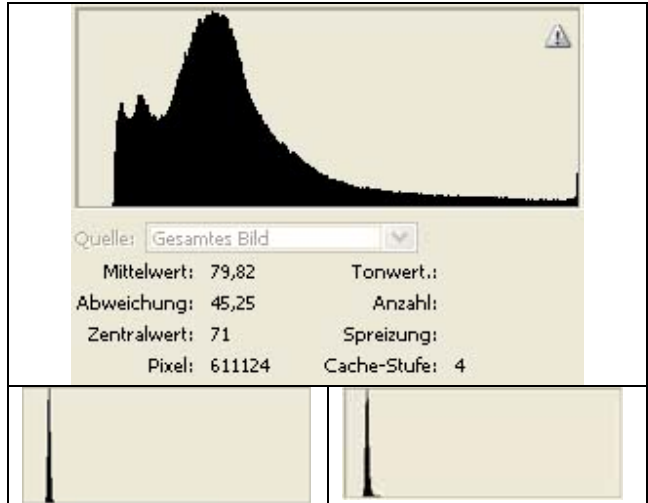 Quelle: Gesamtes Bild
Mittelwert: 79,82 Tonwert.:
Abweichung: 45,25 Anzahl:
Zentralwert: 71 Spreizung:
Pixel: 611124 Cache-Stufe: 4